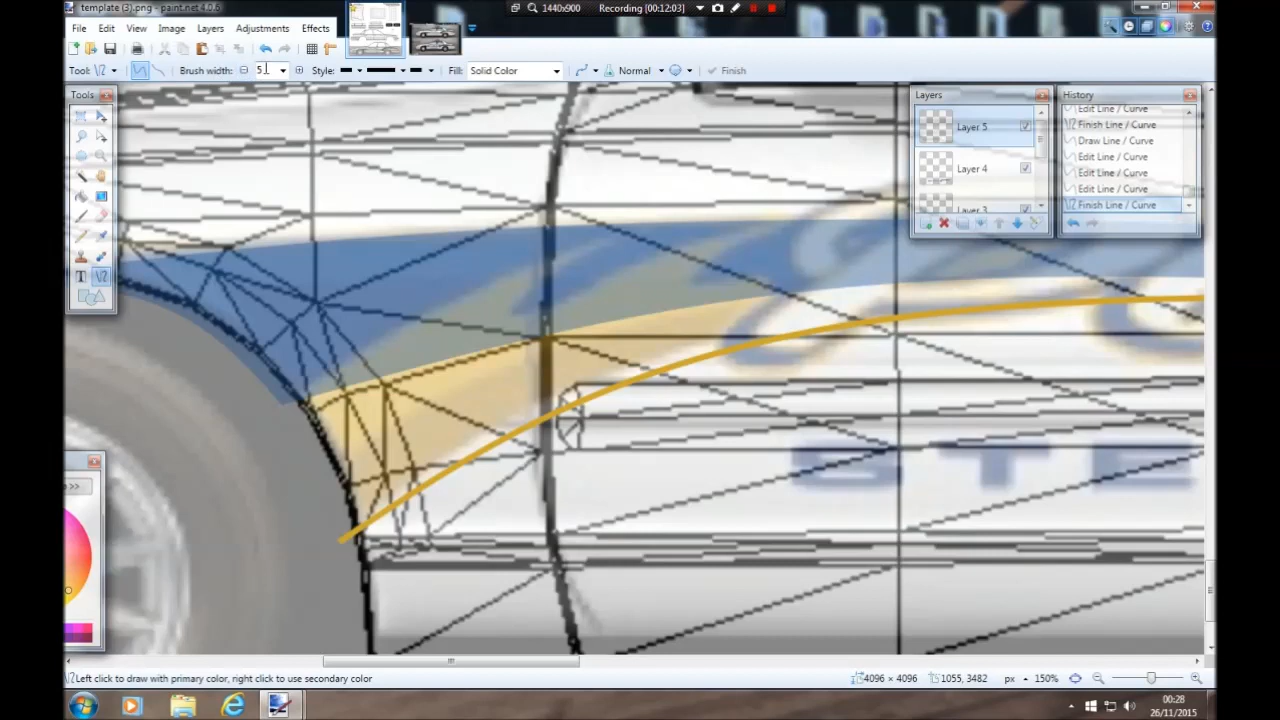 template (3).png - paint.net 4.0.6
1440x900 Recording [00:12:03]
File Edit View Image Layers Adjustments Effects
Tool: Brush width: 5 Style: Fill: Solid Color Normal Finish
Tools
Layers
Layer 5
Layer 4
Layer 3
History
Edit Line / Curve
Finish Line / Curve
Draw Line / Curve
Edit Line / Curve
Edit Line / Curve
Edit Line / Curve
Finish Line / Curve
STE
>>
Left click to draw with primary color, right click to use secondary color
4096 × 4096 1055, 3482 px 150%
00:28
26/11/2015